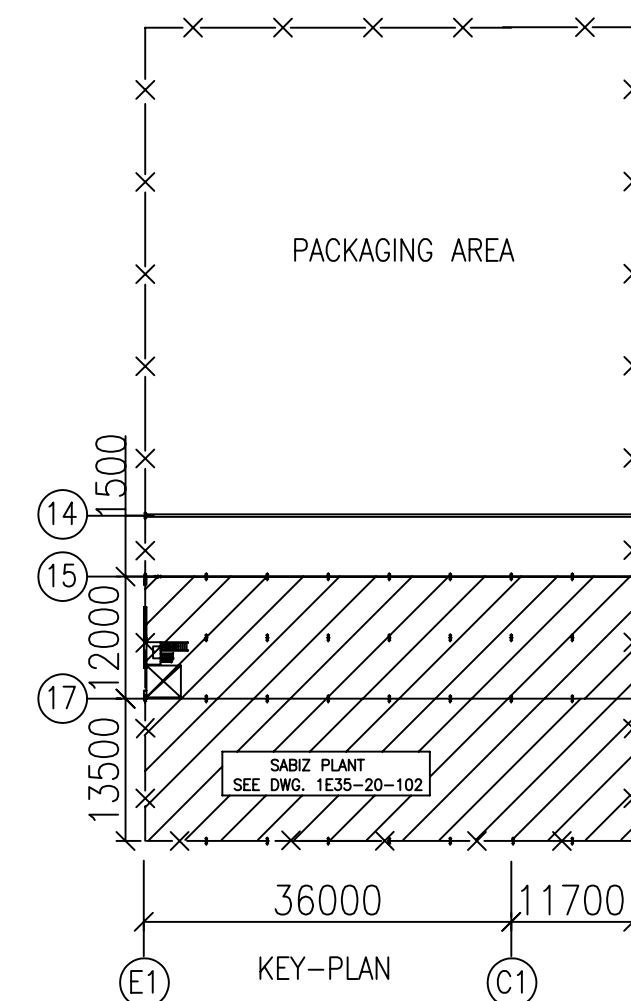 PACKAGING AREA
1500
14
15
12000
17
13500
SABIZ PLANT
SEE DWG. 1E35-20-102
36000
11700
KEY-PLAN
E1
C1